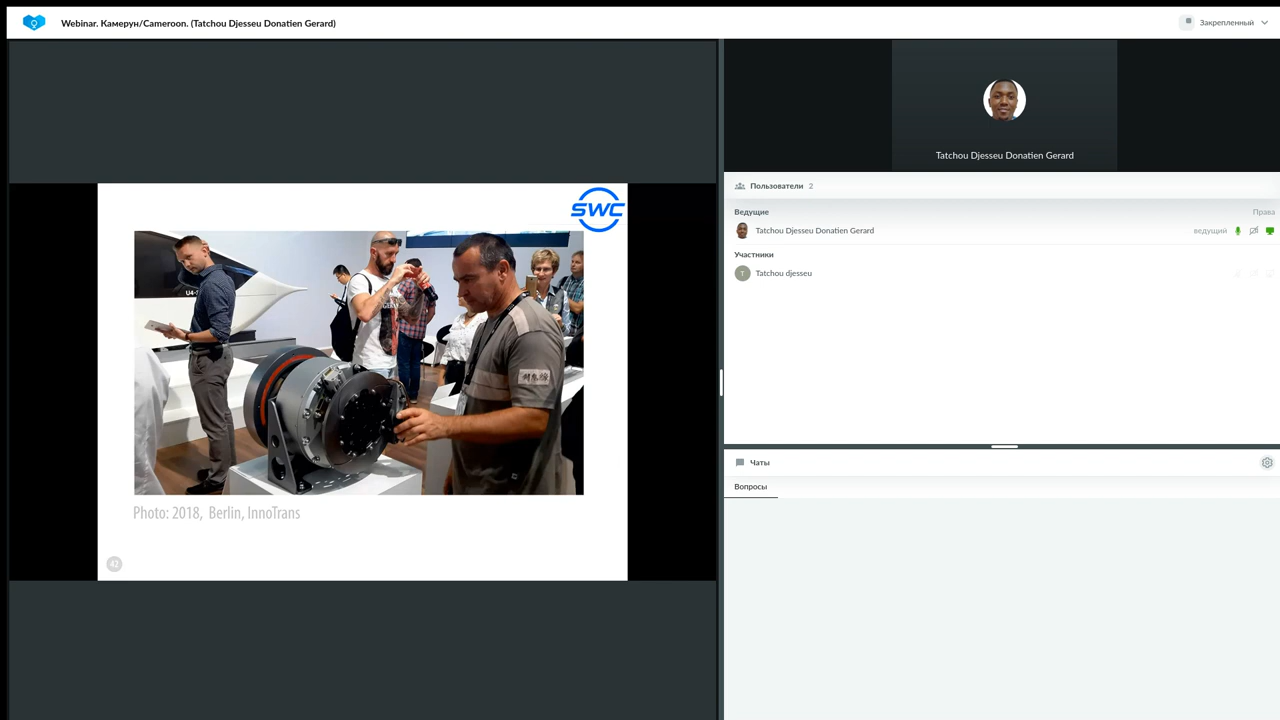 Webinar. Камерун/Cameroon. (Tatchou Djesseu Donatien Gerard)
Закрепленный
SWC
U4-
Photo: 2018, Berlin, InnoTrans
42
Tatchou Djesseu Donatien Gerard
Пользователи 2
Ведущие
Права
Tatchou Djesseu Donatien Gerard
ведущий
Участники
T
Tatchou djesseu
Чаты
Вопросы